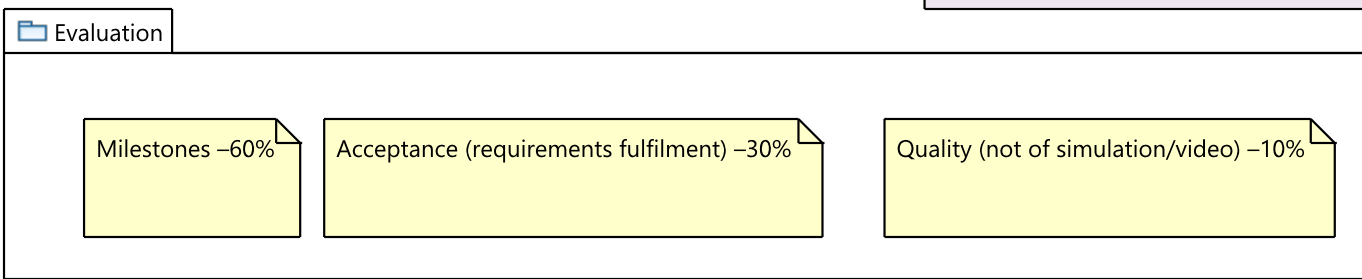 Evaluation
Milestones –60%
Acceptance (requirements fulfilment) –30%
Quality (not of simulation/video) –10%